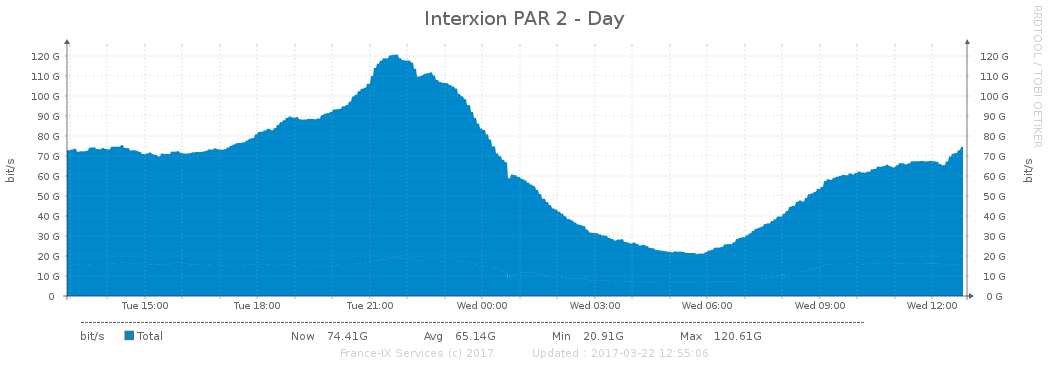 Interxion PAR 2 - Day
RRDTOOL / TOBI OETIKER
bit/s
120 G
110 G
100 G
90 G
80 G
70 G
60 G
50 G
40 G
30 G
20 G
10 G
0
120 G
110 G
100 G
90 G
80 G
70 G
60 G
50 G
40 G
30 G
20 G
10 G
0 G
bit/s
Tue 15:00 Tue 18:00 Tue 21:00 Wed 00:00 Wed 03:00 Wed 06:00 Wed 09:00 Wed 12:00
bit/s Total Now 74.41G Avg 65.14G Min 20.91G Max 120.61G
France-IX Services (c) 2017 Updated : 2017-03-22 12:55:06